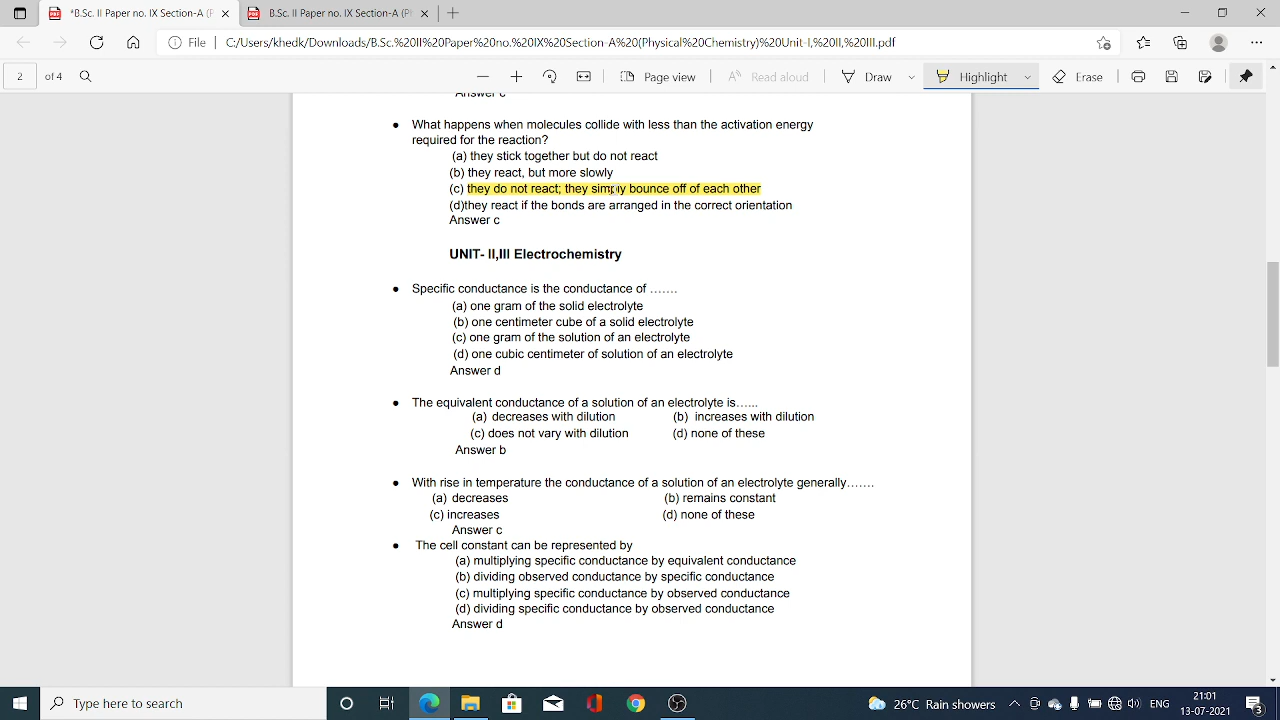 *B.Sc. II Paper no. IX Section-A (P
B.Sc. II Paper no. IX Section-A (P
File
C:/Users/khedk/Downloads/B.Sc.%20II%20Paper%20no.%20IX%20Section-A%20(Physical%20Chemistry)%20Unit-I,%20II,%20III.pdf
2 of 4
Page view
Read aloud
Draw
Highlight
Erase
Answer c
• What happens when molecules collide with less than the activation energy
required for the reaction?
(a) they stick together but do not react
(b) they react, but more slowly
(c) they do not react; they simply bounce off of each other
(d)they react if the bonds are arranged in the correct orientation
Answer c
UNIT- II,III Electrochemistry
• Specific conductance is the conductance of …….
(a) one gram of the solid electrolyte
(b) one centimeter cube of a solid electrolyte
(c) one gram of the solution of an electrolyte
(d) one cubic centimeter of solution of an electrolyte
Answer d
• The equivalent conductance of a solution of an electrolyte is…...
(a) decreases with dilution (b) increases with dilution
(c) does not vary with dilution (d) none of these
Answer b
• With rise in temperature the conductance of a solution of an electrolyte generally…….
(a) decreases (b) remains constant
(c) increases (d) none of these
Answer c
• The cell constant can be represented by
(a) multiplying specific conductance by equivalent conductance
(b) dividing observed conductance by specific conductance
(c) multiplying specific conductance by observed conductance
(d) dividing specific conductance by observed conductance
Answer d
Type here to search
26°C Rain showers
ENG
21:01
13-07-2021
3